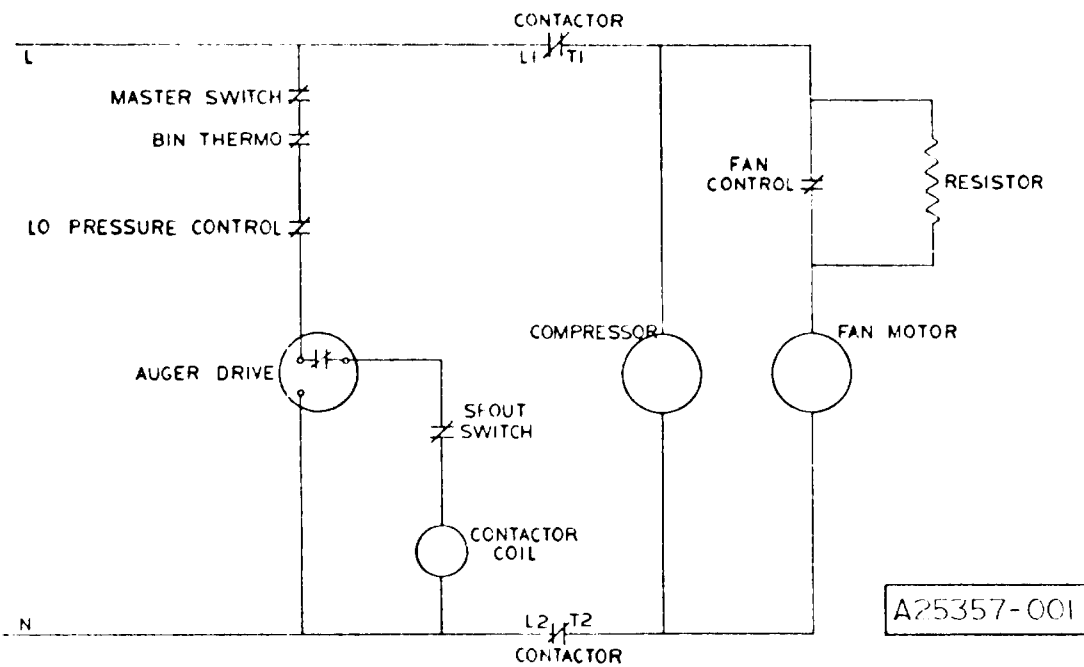 CONTACTOR
L
L1 T1
MASTER SWITCH
BIN THERMO
FAN
CONTROL
RESISTOR
LO PRESSURE CONTROL
COMPRESSOR
FAN MOTOR
AUGER DRIVE
SPOUT
SWITCH
CONTACTOR
COIL
N
L2 T2
CONTACTOR
A25357-001